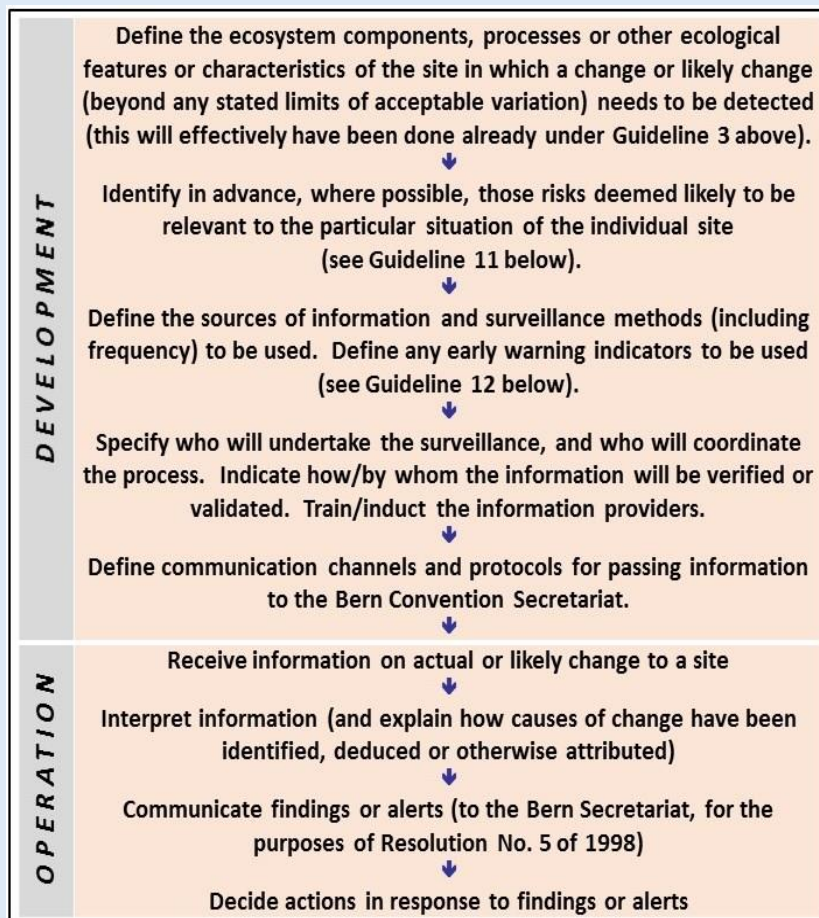 DEVELOPMENT
Define the ecosystem components, processes or other ecological
features or characteristics of the site in which a change or likely change
(beyond any stated limits of acceptable variation) needs to be detected
(this will effectively have been done already under Guideline 3 above).
Identify in advance, where possible, those risks deemed likely to be
relevant to the particular situation of the individual site
(see Guideline 11 below).
Define the sources of information and surveillance methods (including
frequency) to be used. Define any early warning indicators to be used
(see Guideline 12 below).
Specify who will undertake the surveillance, and who will coordinate
the process. Indicate how/by whom the information will be verified or
validated. Train/induct the information providers.
Define communication channels and protocols for passing information
to the Bern Convention Secretariat.
OPERATION
Receive information on actual or likely change to a site
Interpret information (and explain how causes of change have been
identified, deduced or otherwise attributed)
Communicate findings or alerts (to the Bern Secretariat, for the
purposes of Resolution No. 5 of 1998)
Decide actions in response to findings or alerts